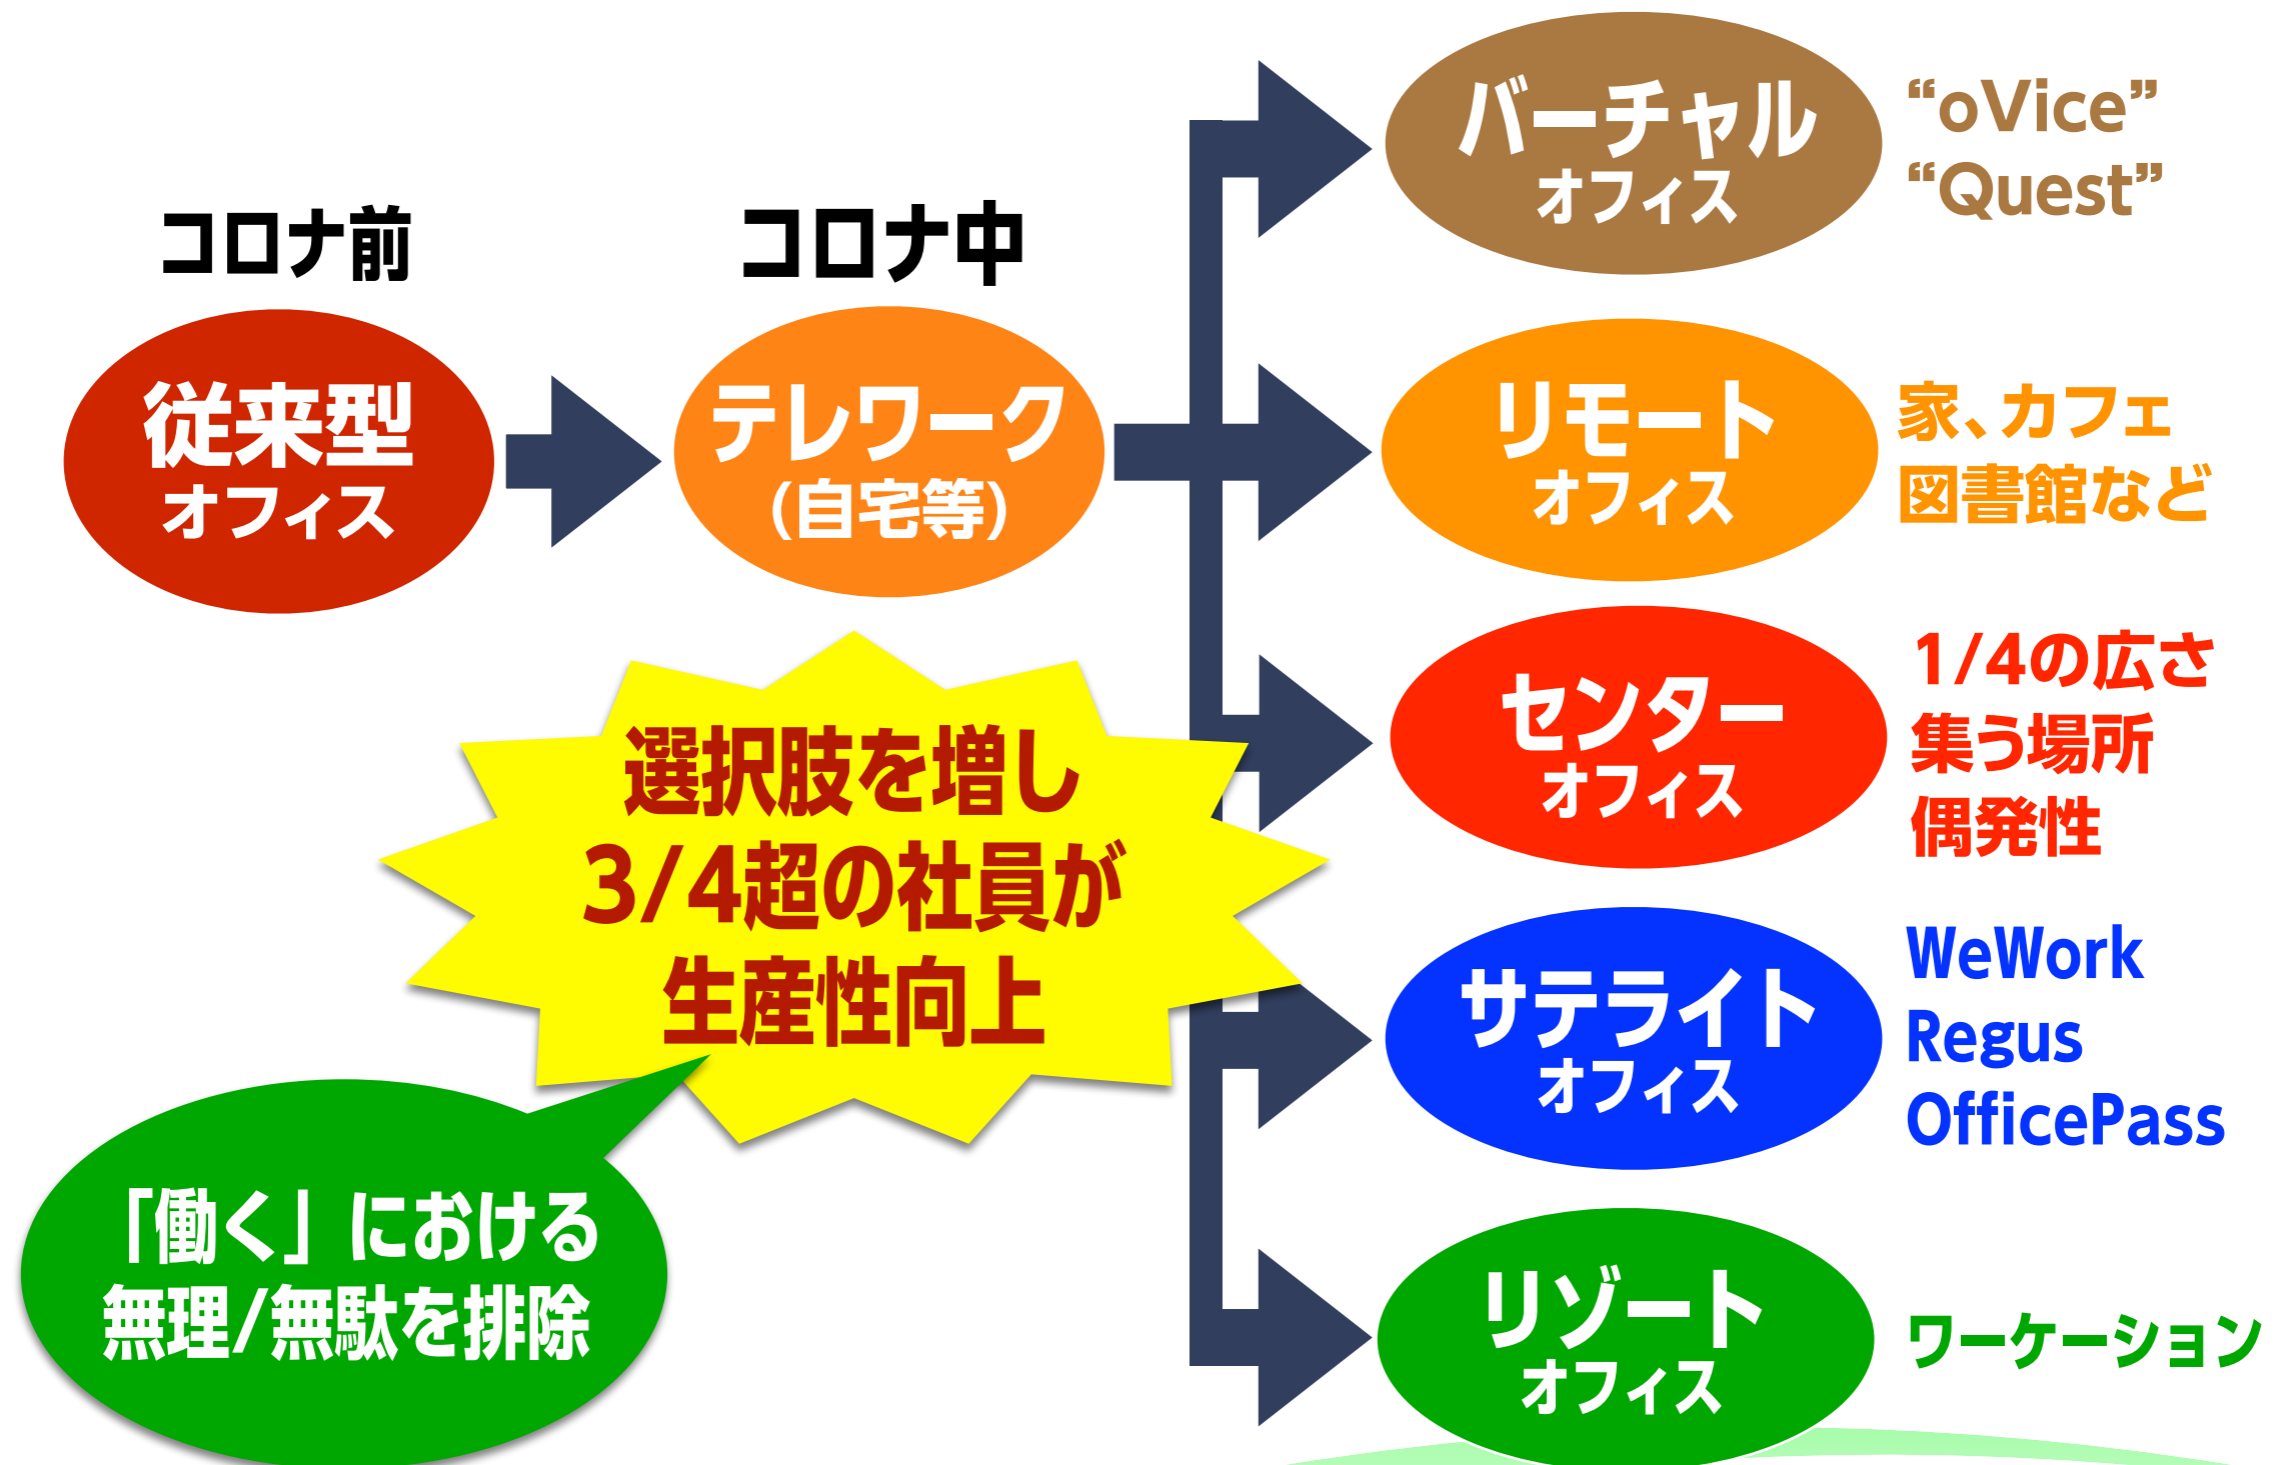 コロナ前
従来型
オフィス
コロナ中
テレワーク
(自宅等)
バーチャル
オフィス
“oVice”
“Quest”
リモート
オフィス
家、カフェ
図書館など
センター
オフィス
1/4の広さ
集う場所
偶発性
サテライト
オフィス
WeWork
Regus
OfficePass
リゾート
オフィス
ワーケーション
選択肢を増し
3/4超の社員が
生産性向上
「働く」における
無理/無駄を排除